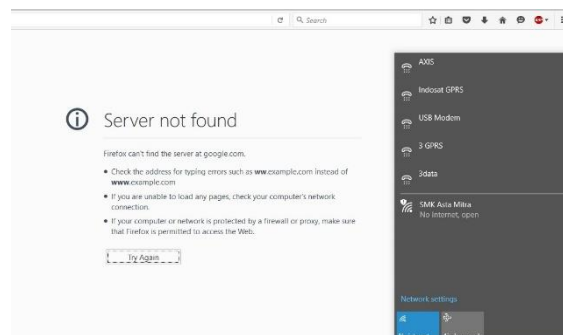 Search
ABP
Server not found
Firefox can't find the server at google.com.
Check the address for typing errors such as ww.example.com instead of
www.example.com
If you are unable to load any pages, check your computer's network
connection.
If your computer or network is protected by a firewall or proxy, make sure
that Firefox is permitted to access the Web.
Try Again
AXIS
Indosat GPRS
USB Modem
3 GPRS
3data
SMK Asta Mitra
No Internet, open
Network settings